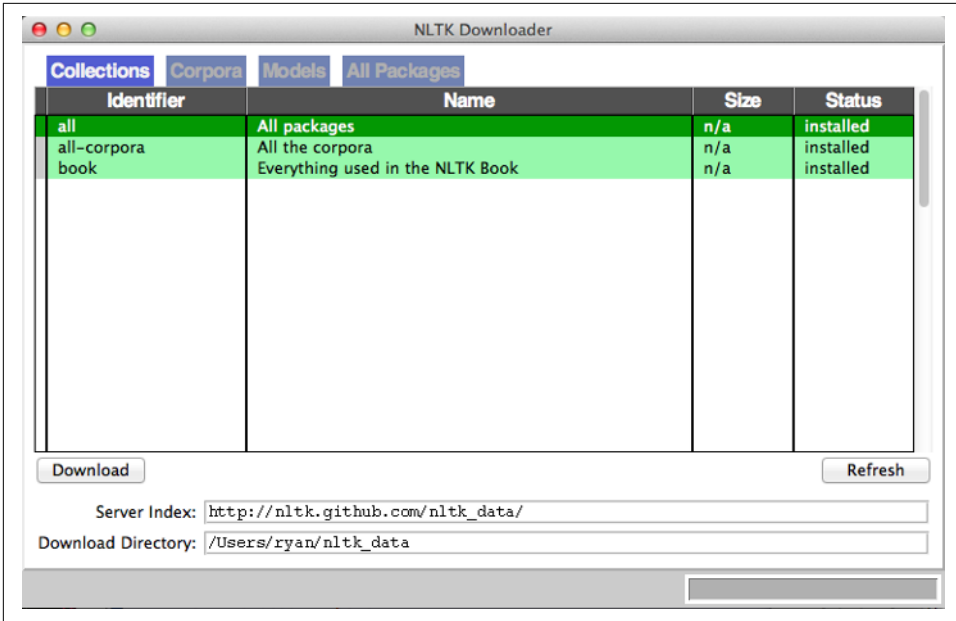 NLTK Downloader
Collections Corpora Models All Packages
Identifier Name Size Status
all All packages n/a installed
all-corpora All the corpora n/a installed
book Everything used in the NLTK Book n/a installed
Download Refresh
Server Index: http://nltk.github.com/nltk_data/
Download Directory: /Users/ryan/nltk_data